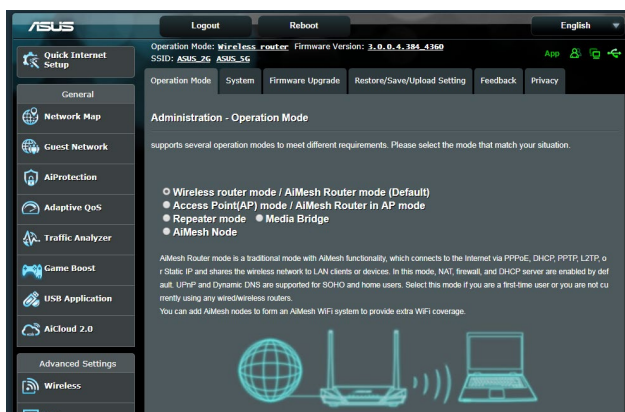 ASUS
Logout
Reboot
English
Quick Internet
Setup
Operation Mode: Wireless router Firmware Version: 3.0.0.4.384_4360
SSID: ASUS_2G ASUS_5G
App
Operation Mode
System
Firmware Upgrade
Restore/Save/Upload Setting
Feedback
Privacy
General
Network Map
Guest Network
AiProtection
Adaptive QoS
Traffic Analyzer
Game Boost
USB Application
AiCloud 2.0
Advanced Settings
Wireless
Administration - Operation Mode
supports several operation modes to meet different requirements. Please select the mode that match your situation.
Wireless router mode / AiMesh Router mode (Default)
Access Point(AP) mode / AiMesh Router in AP mode
Repeater mode Media Bridge
AiMesh Node
AiMesh Router mode is a traditional mode with AiMesh functionality, which connects to the Internet via PPPoE, DHCP, PPTP, L2TP, o
r Static IP and shares the wireless network to LAN clients or devices. In this mode, NAT, firewall, and DHCP server are enabled by def
ault. UPnP and Dynamic DNS are supported for SOHO and home users. Select this mode if you are a first-time user or you are not cu
rrently using any wired/wireless routers.
You can add AiMesh nodes to form an AiMesh WiFi system to provide extra WiFi coverage.